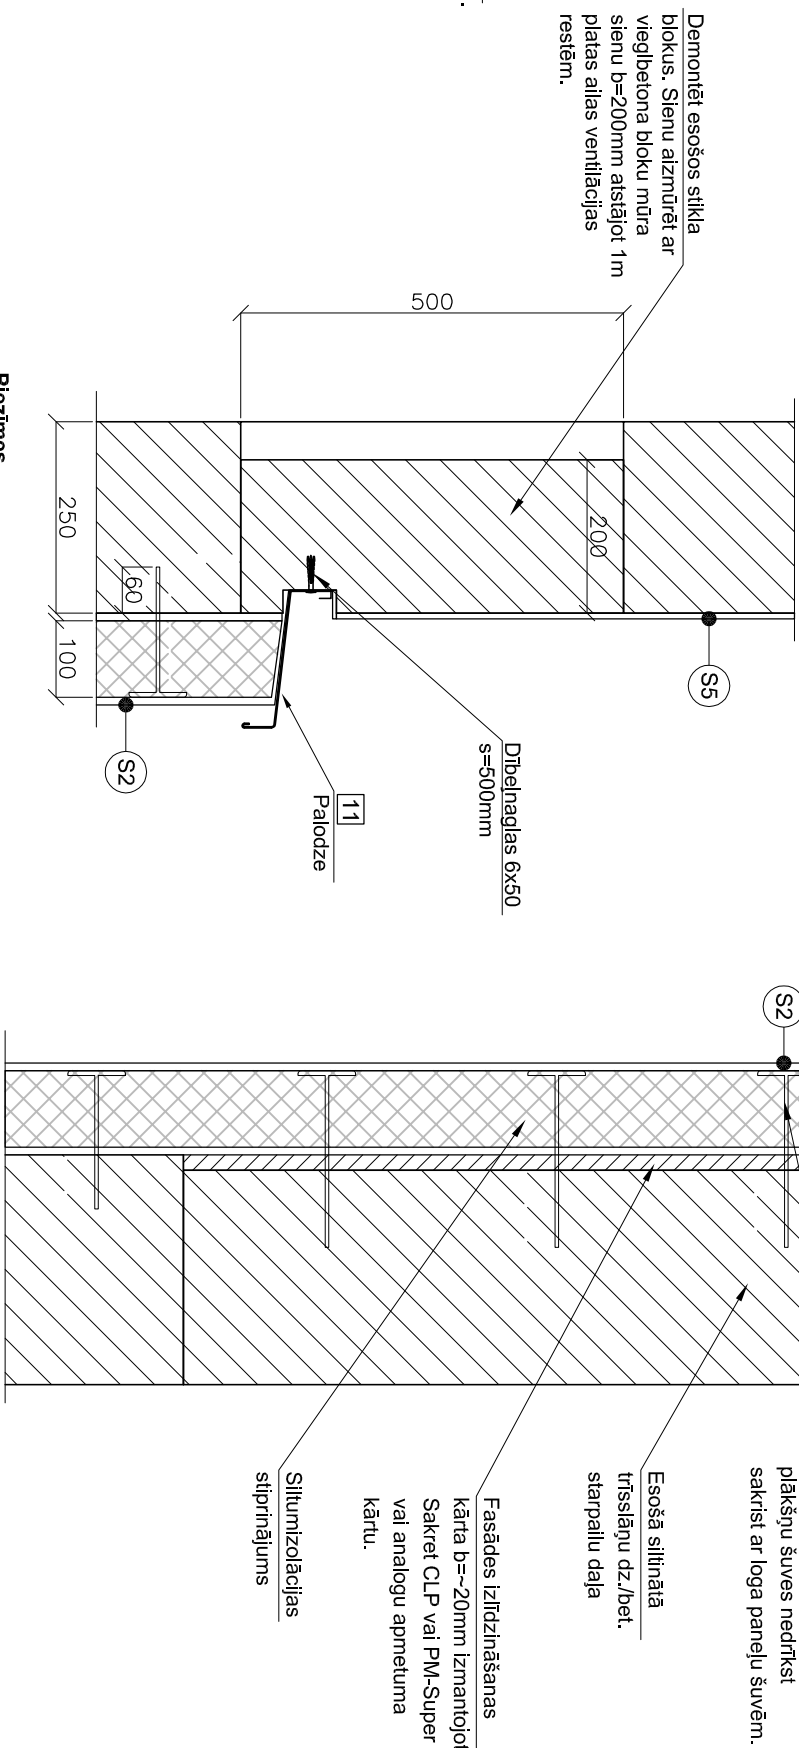 Demontēt esošos stikla
blokus. Sienu aizmūrēt ar
vieglbetona bloku mūra
sienu b=200mm atstājot 1m
platas ailas ventilācijas
restēm.
500
200
250
60
100
S5
S2
Dībeļnaglas 6x50
s=500mm
11
Palodze
Piezīmes
S2
plākšņu šuves nedrīkst
sakrist ar loga paneļu šuvēm.
Esošā siltinātā
trīsslāņu dz./bet.
starpailu daļa
Fasādes izlīdzināšanas
kārta b=~20mm izmantojot
Sakret CLP vai PM-Super
vai analogu apmetuma
kārtu.
Siltumizolācijas
stiprinājums